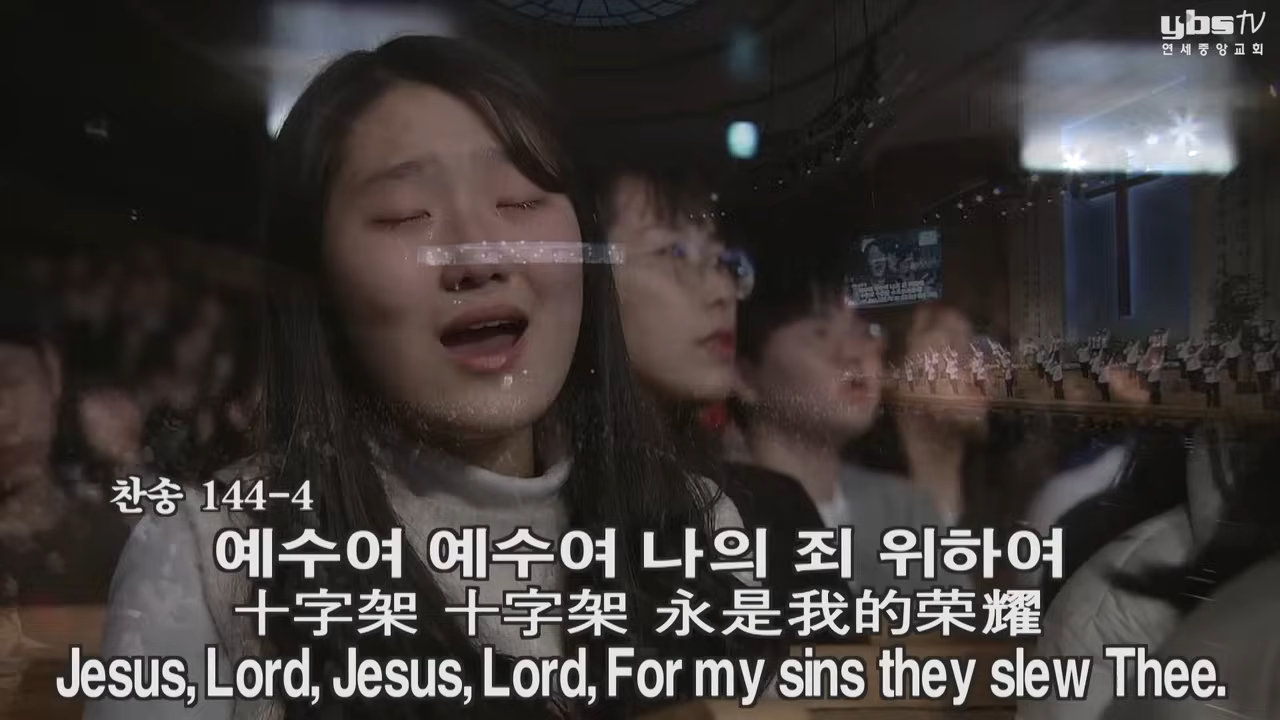 ybstv
연세중앙교회
찬송 144-4
예수여 예수여 나의 죄 위하여
十字架 十字架 永是我的荣耀
Jesus, Lord, Jesus, Lord, For my sins they slew Thee.